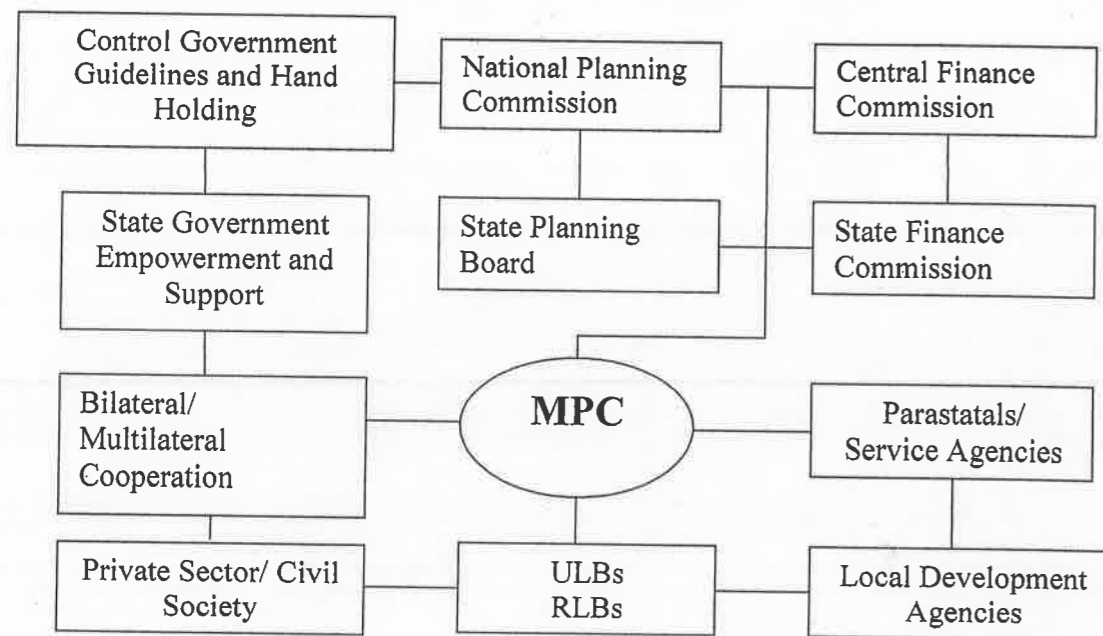 Control Government
Guidelines and Hand
Holding
National Planning
Commission
Central Finance
Commission
State Government
Empowerment and
Support
State Planning
Board
State Finance
Commission
Bilateral/
Multilateral
Cooperation
MPC
Parastatals/
Service Agencies
Private Sector/ Civil
Society
ULBs
RLBs
Local Development
Agencies